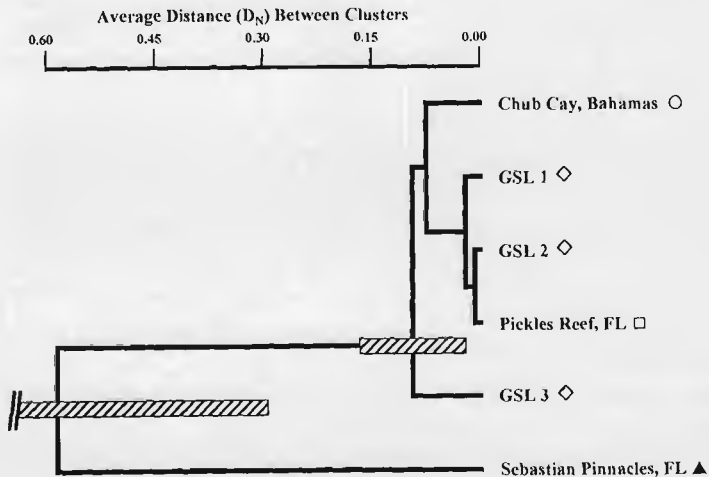 Average Distance (D_N) Between Clusters
0.60 0.45 0.30 0.15 0.00
Chub Cay, Bahamas ○
GSL 1 ◇
GSL 2 ◇
Pickles Reef, FL □
GSL 3 ◇
Sebastian Pinnacles, FL ▲